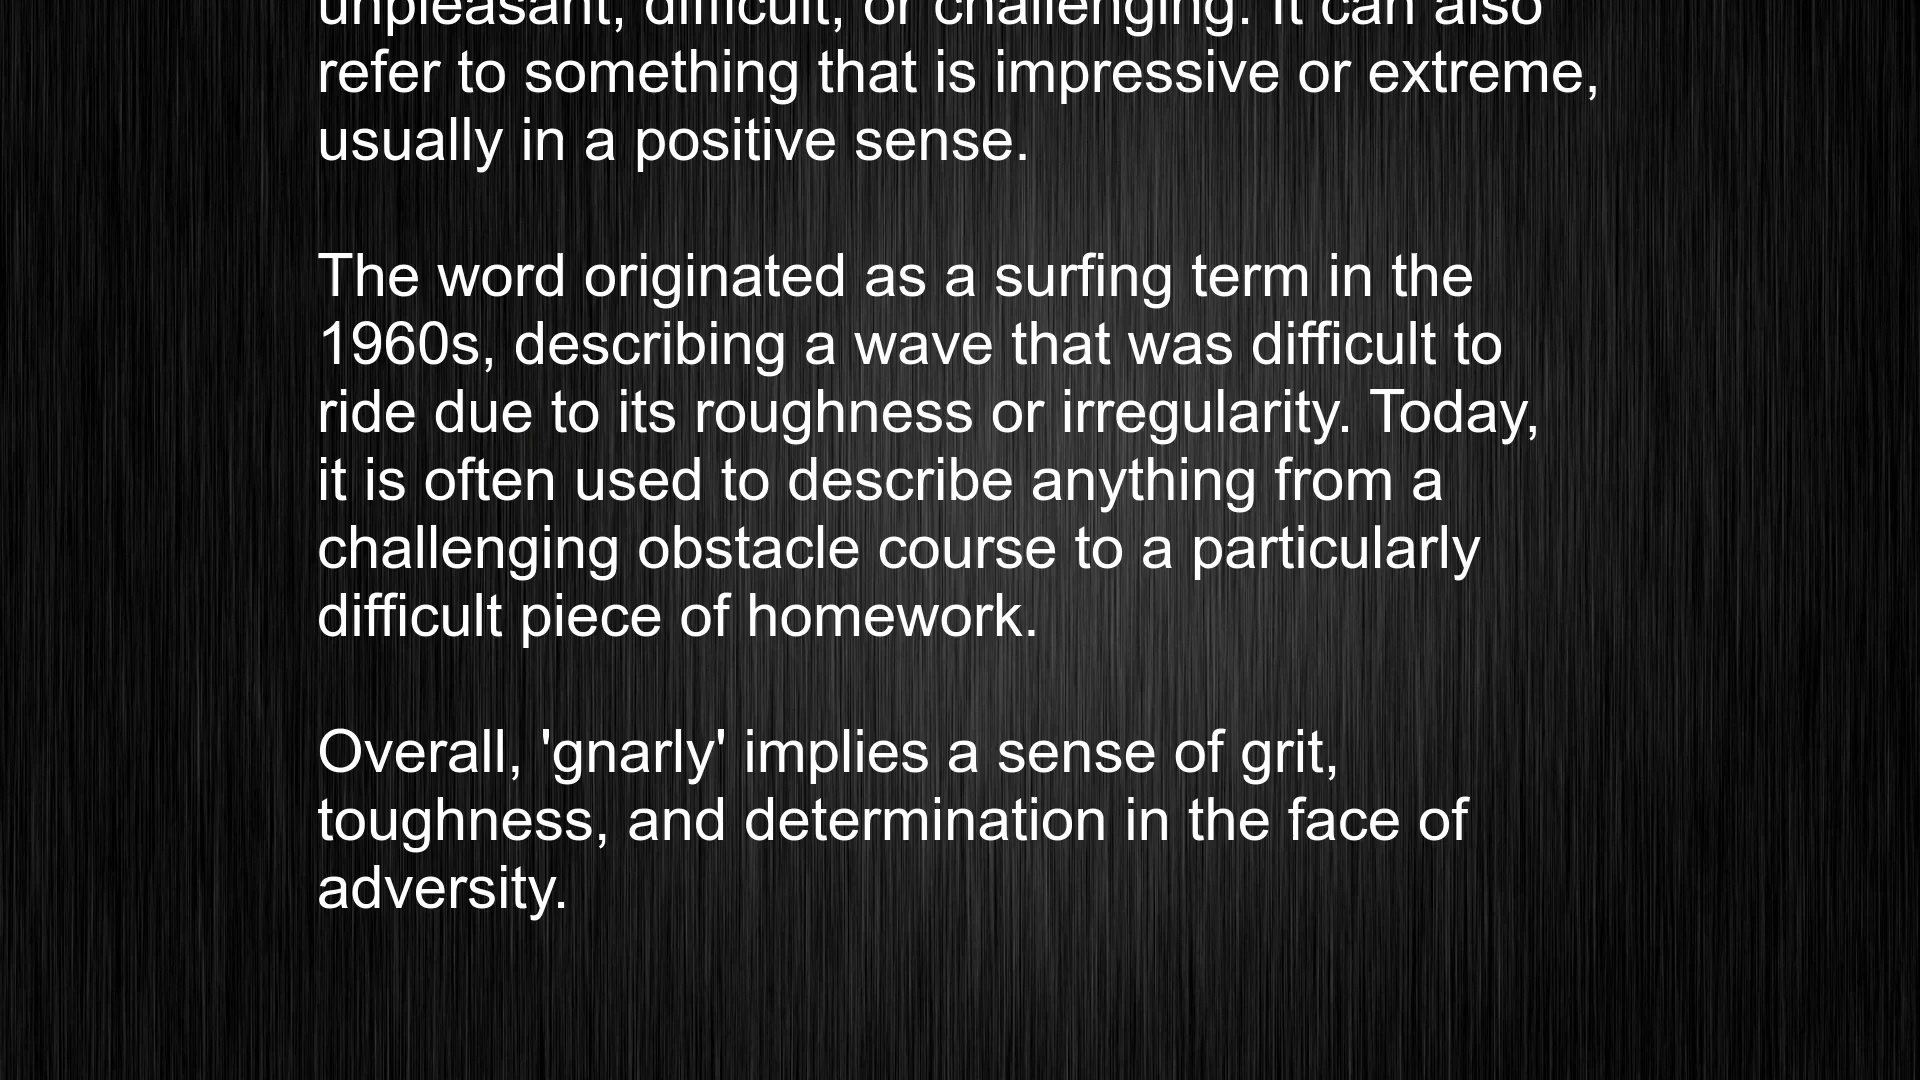 unpleasant, difficult, or challenging. It can also
refer to something that is impressive or extreme,
usually in a positive sense.
The word originated as a surfing term in the
1960s, describing a wave that was difficult to
ride due to its roughness or irregularity. Today,
it is often used to describe anything from a
challenging obstacle course to a particularly
difficult piece of homework.
Overall, 'gnarly' implies a sense of grit,
toughness, and determination in the face of
adversity.